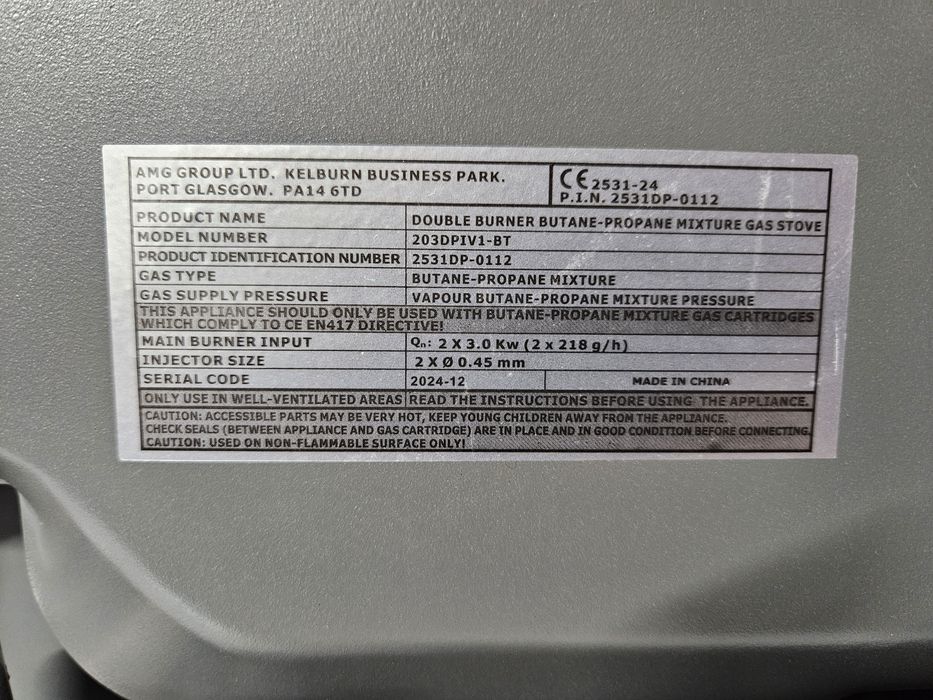 AMG GROUP LTD. KELBURN BUSINESS PARK.
PORT GLASGOW. PA14 6TD
CE 2531-24
P.I.N. 2531DP-0112
PRODUCT NAME DOUBLE BURNER BUTANE-PROPANE MIXTURE GAS STOVE
MODEL NUMBER 203DPIV1-BT
PRODUCT IDENTIFICATION NUMBER 2531DP-0112
GAS TYPE BUTANE-PROPANE MIXTURE
GAS SUPPLY PRESSURE VAPOUR BUTANE-PROPANE MIXTURE PRESSURE
THIS APPLIANCE SHOULD ONLY BE USED WITH BUTANE-PROPANE MIXTURE GAS CARTRIDGES
WHICH COMPLY TO CE EN417 DIRECTIVE!
MAIN BURNER INPUT Qn: 2 X 3.0 Kw (2 x 218 g/h)
INJECTOR SIZE 2 X Ø 0.45 mm
SERIAL CODE 2024-12 MADE IN CHINA
ONLY USE IN WELL-VENTILATED AREAS READ THE INSTRUCTIONS BEFORE USING THE APPLIANCE.
CAUTION: ACCESSIBLE PARTS MAY BE VERY HOT, KEEP YOUNG CHILDREN AWAY FROM THE APPLIANCE.
CHECK SEALS (BETWEEN APPLIANCE AND GAS CARTRIDGE) ARE IN PLACE AND IN GOOD CONDITION BEFORE CONNECTING.
CAUTION: USED ON NON-FLAMMABLE SURFACE ONLY!